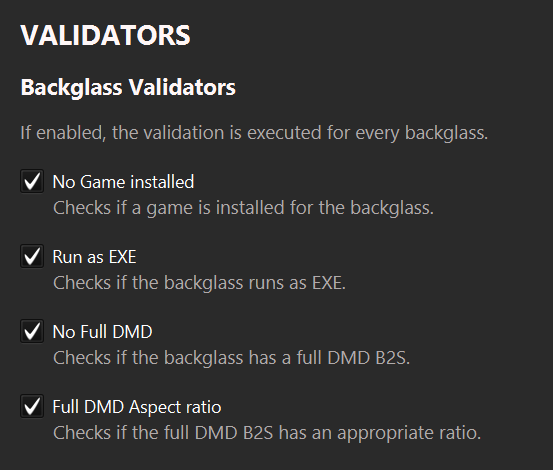 VALIDATORS
Backglass Validators
If enabled, the validation is executed for every backglass.
No Game installed
Checks if a game is installed for the backglass.
Run as EXE
Checks if the backglass runs as EXE.
No Full DMD
Checks if the backglass has a full DMD B2S.
Full DMD Aspect ratio
Checks if the full DMD B2S has an appropriate ratio.